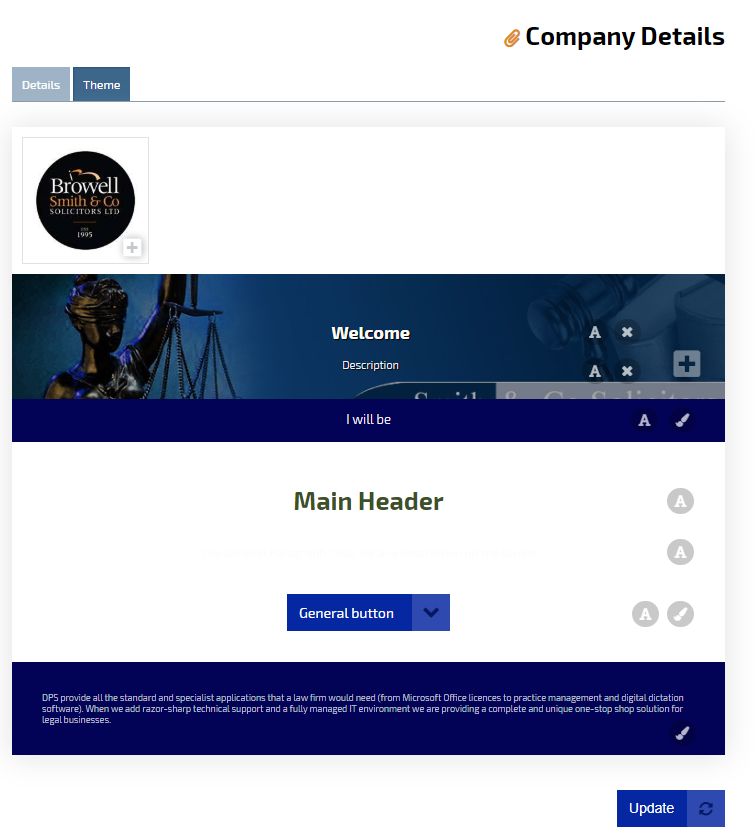 Company Details
Details
Theme
Browell
Smith & Co
SOLICITORS LTD
EST
1995
Welcome
A
Description
A
Smith & Co Solicitors
I will be
A
Main Header
A
A
General button
A
DPS provide all the standard and specialist applications that a law firm would need (from Microsoft Office licences to practice management and digital dictation
software). When we add razor-sharp technical support and a fully managed IT environment we are providing a complete and unique one-stop shop solution for
legal businesses.
Update